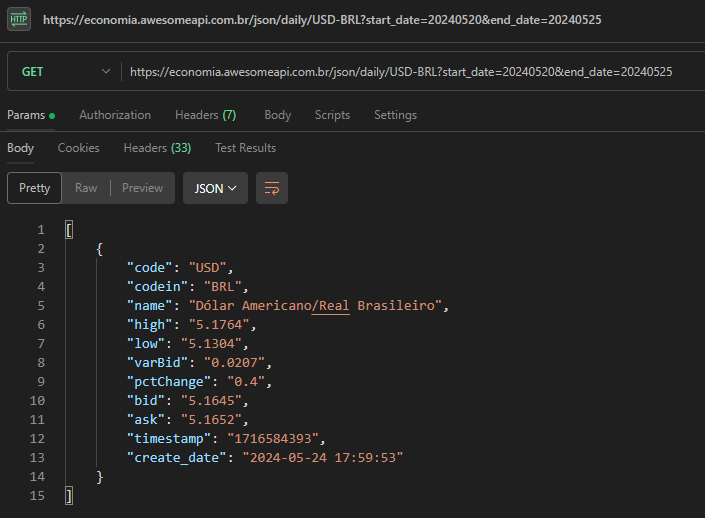 HTTP https://economia.awesomeapi.com.br/json/daily/USD-BRL?start_date=20240520&end_date=20240525
GET https://economia.awesomeapi.com.br/json/daily/USD-BRL?start_date=20240520&end_date=20240525
Params Authorization Headers (7) Body Scripts Settings
Body Cookies Headers (33) Test Results
Pretty Raw Preview JSON
1 [
2 {
3 "code": "USD",
4 "codein": "BRL",
5 "name": "Dólar Americano/Real Brasileiro",
6 "high": "5.1764",
7 "low": "5.1304",
8 "varBid": "0.0207",
9 "pctChange": "0.4",
10 "bid": "5.1645",
11 "ask": "5.1652",
12 "timestamp": "1716584393",
13 "create_date": "2024-05-24 17:59:53"
14 }
15 ]